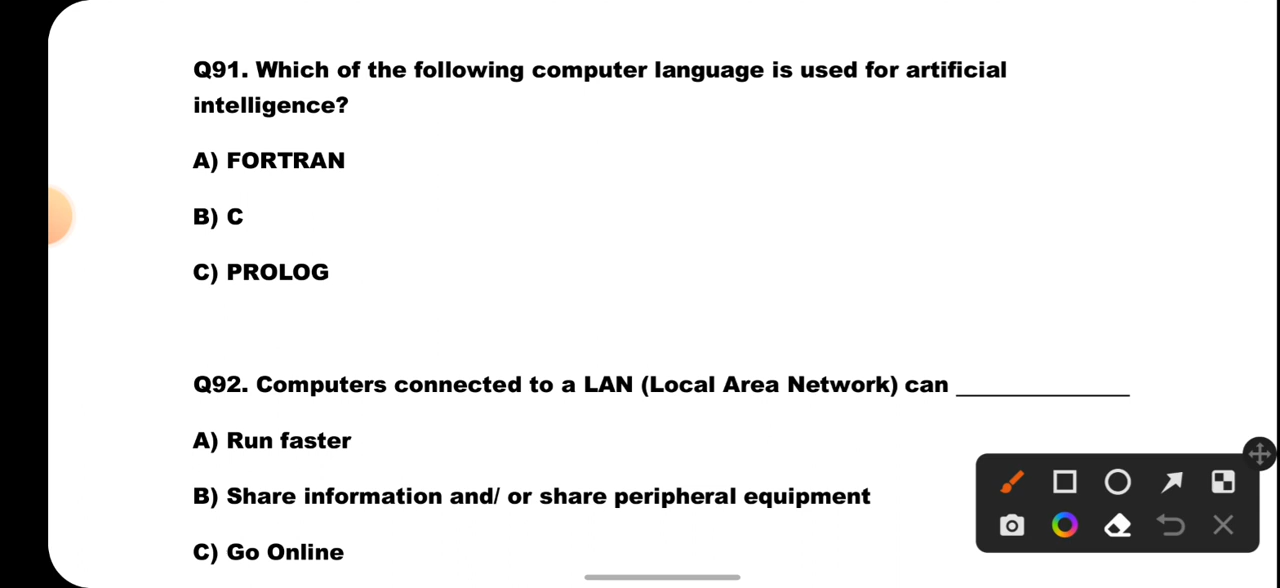 Q91. Which of the following computer language is used for artificial
intelligence?
A) FORTRAN
B) C
C) PROLOG
Q92. Computers connected to a LAN (Local Area Network) can ______________
A) Run faster
B) Share information and/ or share peripheral equipment
C) Go Online